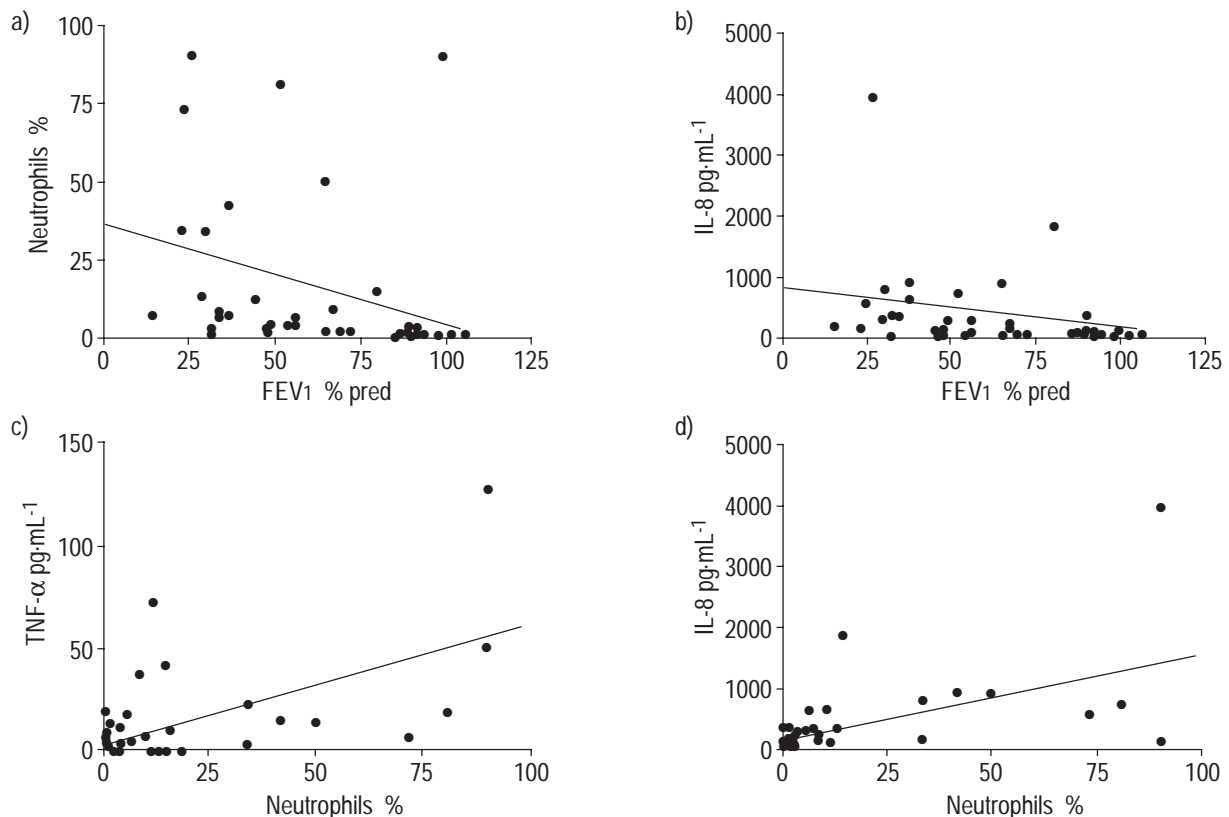 a)
100
75
50
25
0
Neutrophils %
0 25 50 75 100 125
FEV1 % pred
b)
5000
4000
3000
2000
1000
0
IL-8 pg·mL-1
0 25 50 75 100 125
FEV1 % pred
c)
150
100
50
0
TNF-α pg·mL-1
0 25 50 75 100
Neutrophils %
d)
5000
4000
3000
2000
1000
0
IL-8 pg·mL-1
0 25 50 75 100
Neutrophils %